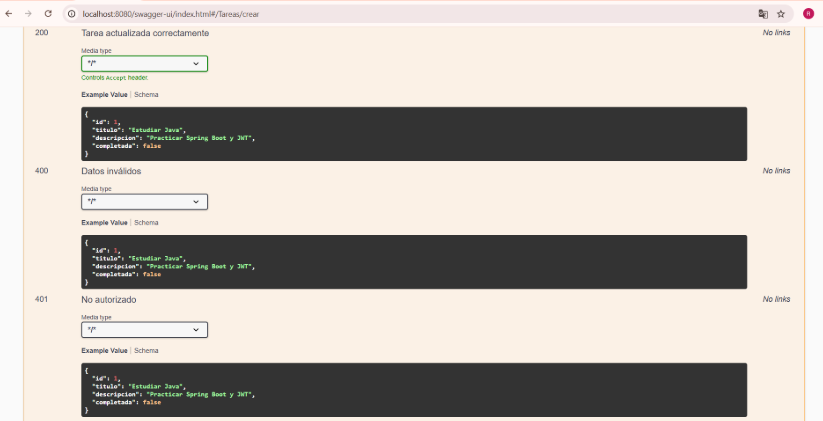 localhost:8080/swagger-ui/index.html#/Tareas/crear
R
200 Tarea actualizada correctamente No links
Media type
*/*
Controls Accept header.
Example Value | Schema
{
"id": 1,
"titulo": "Estudiar Java",
"descripcion": "Practicar Spring Boot y JWT",
"completada": false
}
400 Datos inválidos No links
Media type
*/*
Example Value | Schema
{
"id": 1,
"titulo": "Estudiar Java",
"descripcion": "Practicar Spring Boot y JWT",
"completada": false
}
401 No autorizado No links
Media type
*/*
Example Value | Schema
{
"id": 1,
"titulo": "Estudiar Java",
"descripcion": "Practicar Spring Boot y JWT",
"completada": false
}